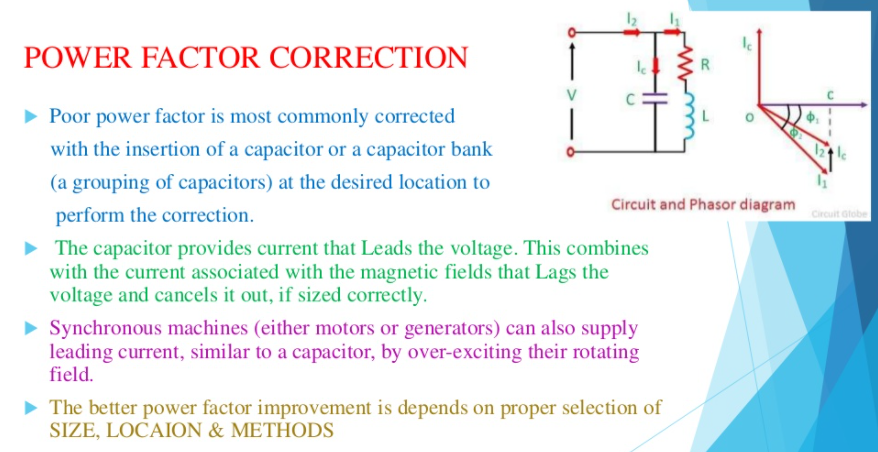 POWER FACTOR CORRECTION
Poor power factor is most commonly corrected
with the insertion of a capacitor or a capacitor bank
(a grouping of capacitors) at the desired location to
perform the correction.
The capacitor provides current that Leads the voltage. This combines
with the current associated with the magnetic fields that Lags the
voltage and cancels it out, if sized correctly.
Synchronous machines (either motors or generators) can also supply
leading current, similar to a capacitor, by over-exciting their rotating
field.
The better power factor improvement is depends on proper selection of
SIZE, LOCAION & METHODS
I₂ I₁
I꜀
R
V
C
L
I꜀
C
O
ϕ₁
ϕ₂
I₂ I꜀
I₁
Circuit and Phasor diagram
Circuit Globe